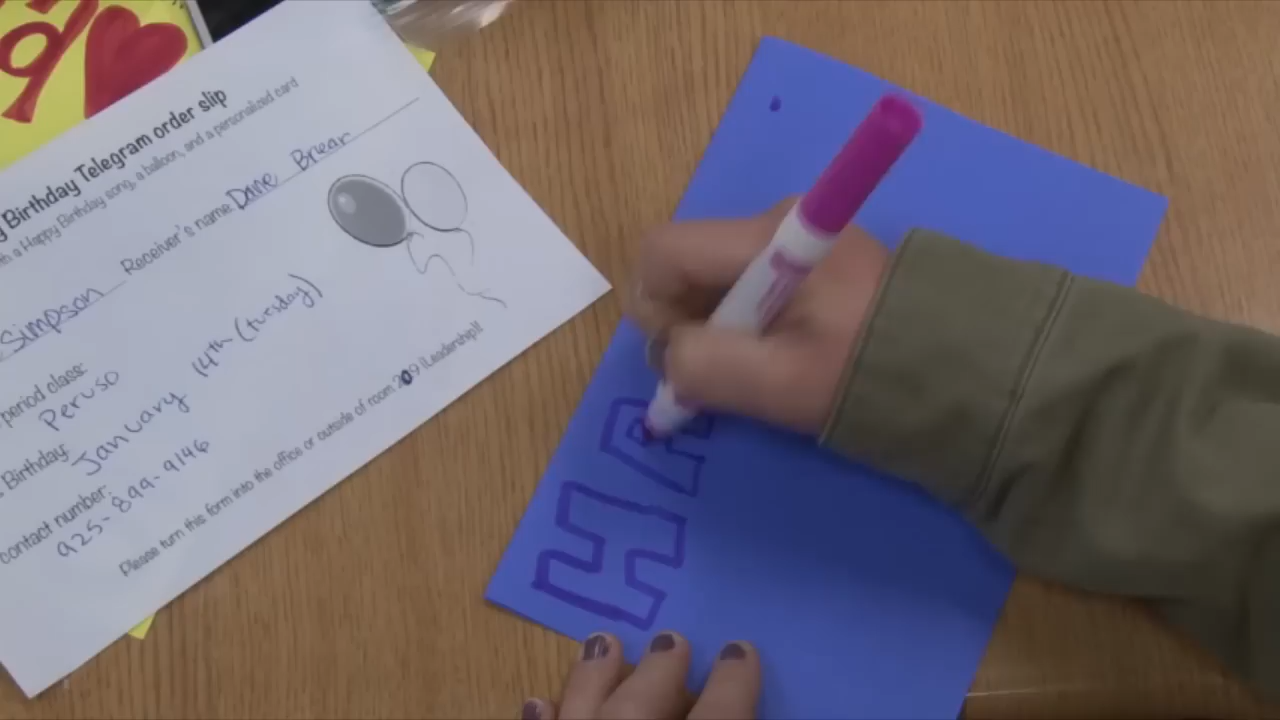 Birthday Telegram order slip
with a Happy Birthday song, a balloon, and a personalized card
Simpson Receiver's name Dane Brear
period class:
Peruso
Birthday: January 14th (tuesday)
contact number:
925-899-9146
Please turn this form into the office or outside of room 209 (Leadership)!
HA